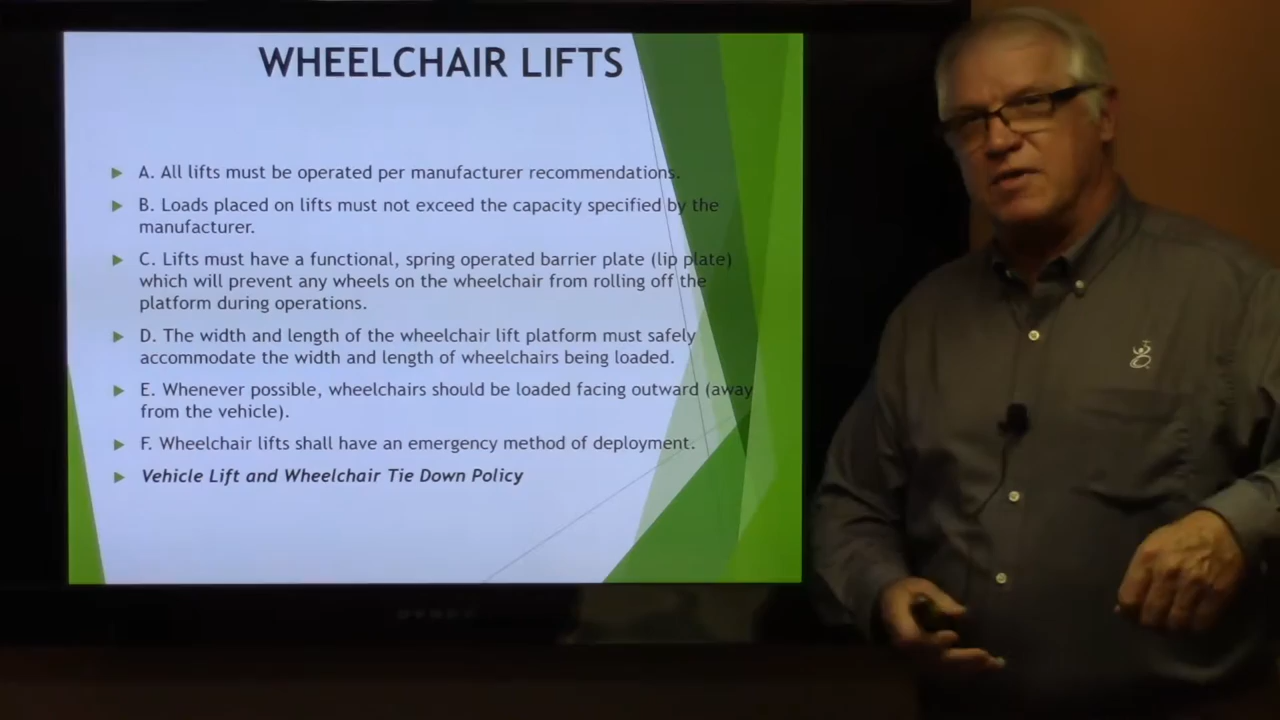 WHEELCHAIR LIFTS
A. All lifts must be operated per manufacturer recommendations.
B. Loads placed on lifts must not exceed the capacity specified by the
manufacturer.
C. Lifts must have a functional, spring operated barrier plate (lip plate)
which will prevent any wheels on the wheelchair from rolling off the
platform during operations.
D. The width and length of the wheelchair lift platform must safely
accommodate the width and length of wheelchairs being loaded.
E. Whenever possible, wheelchairs should be loaded facing outward (away
from the vehicle).
F. Wheelchair lifts shall have an emergency method of deployment.
Vehicle Lift and Wheelchair Tie Down Policy